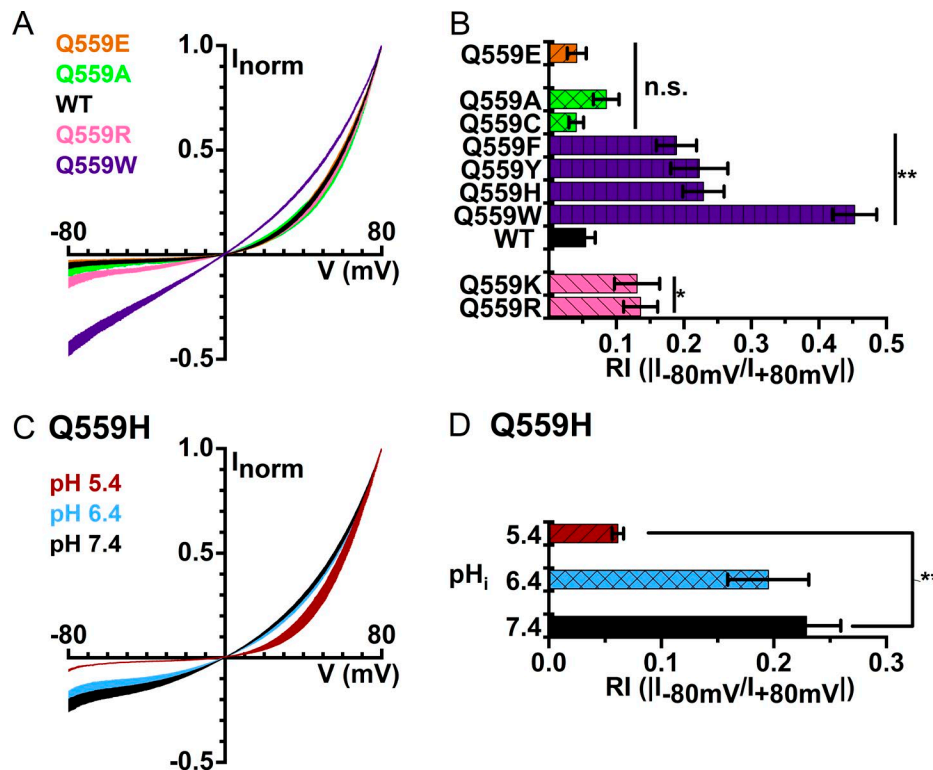 A
Q559E
Q559A
WT
Q559R
Q559W
Inorm
1.0
0.5
-80
80
V (mV)
-0.5
B
Q559E
Q559A
Q559C
Q559F
Q559Y
Q559H
Q559W
WT
Q559K
Q559R
n.s.
**
*
0.1 0.2 0.3 0.4 0.5
RI (|I-80mV/I+80mV|)
C Q559H
pH 5.4
pH 6.4
pH 7.4
Inorm
1.0
0.5
-80
80
V (mV)
-0.5
D Q559H
5.4
pHi 6.4
7.4
**
0.0 0.1 0.2 0.3
RI (|I-80mV/I+80mV|)